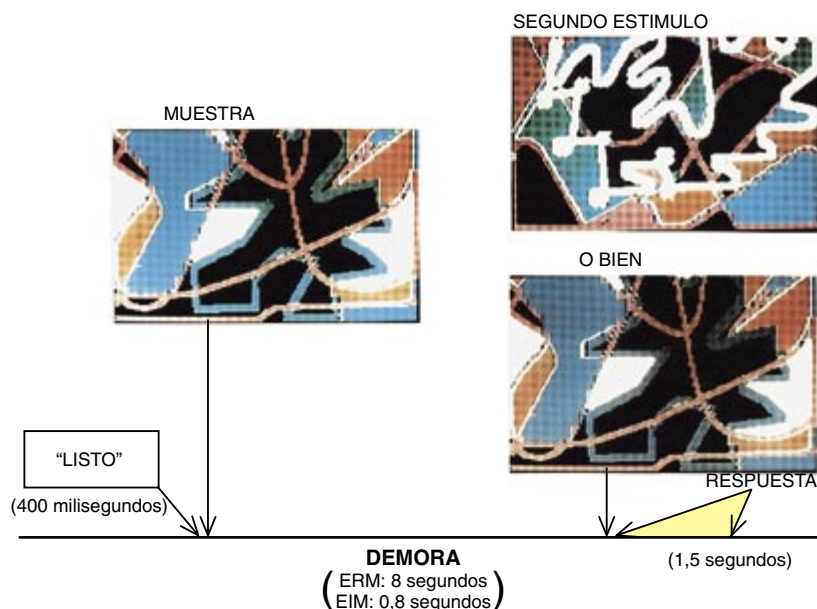 SEGUNDO ESTIMULO
MUESTRA
O BIEN
“LISTO”
(400 milisegundos)
RESPUESTA
DEMORA
(1,5 segundos)
(ERM: 8 segundos
EIM: 0,8 segundos)